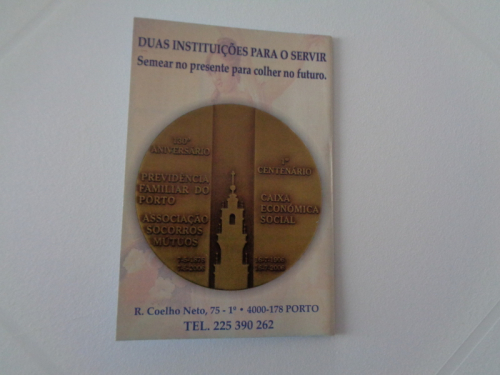 DUAS INSTITUIÇÕES PARA O SERVIR
Semear no presente para colher no futuro.
ANIVERSÁRIO
PREVIDÊNCIA
FAMILIAR DO
PORTO
ASSOCIAÇÃO
SOCORROS
MÚTUOS
1º
CENTENÁRIO
CAIXA
ECONÓMICA
SOCIAL
R. Coelho Neto, 75 - 1º • 4000-178 PORTO
TEL. 225 390 262